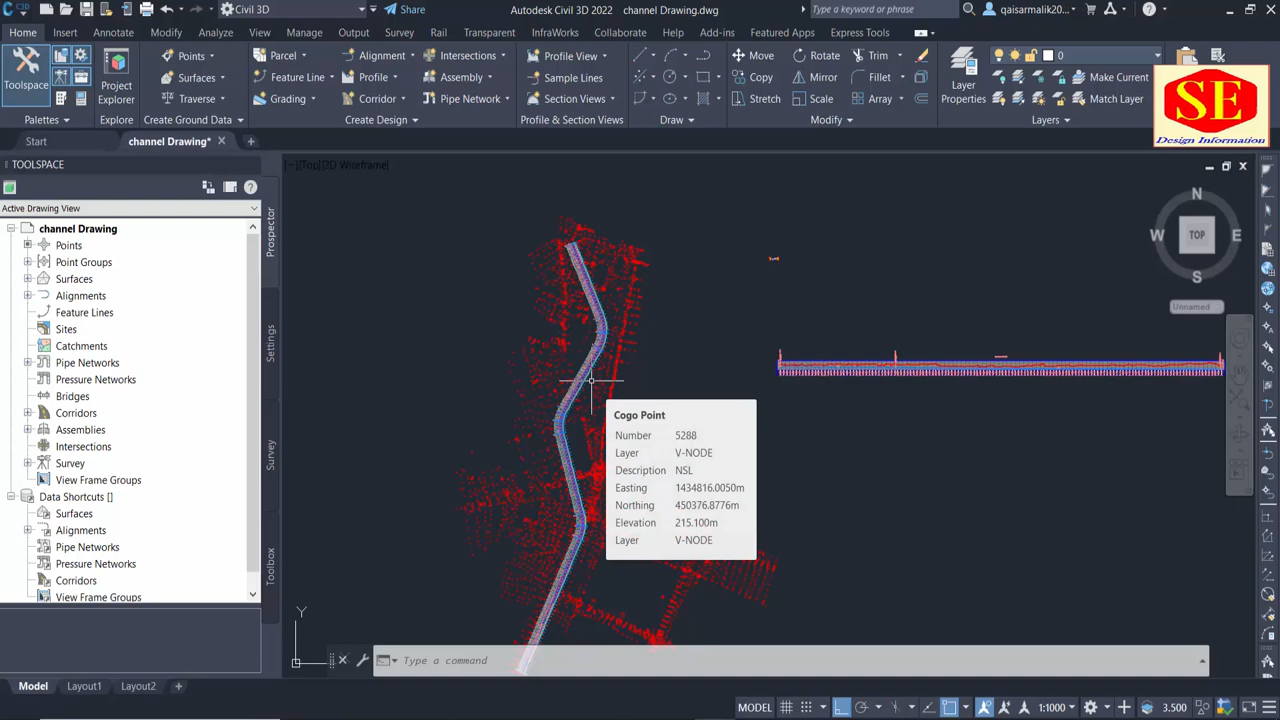 C3D
Civil 3D
Share
Autodesk Civil 3D 2022 channel Drawing.dwg
Type a keyword or phrase
qaisarmalik20...
Home Insert Annotate Modify Analyze View Manage Output Survey Rail Transparent InfraWorks Collaborate Help Add-ins Featured Apps Express Tools
Toolspace
Palettes
Project Explorer
Explore
Points
Surfaces
Traverse
Create Ground Data
Parcel
Feature Line
Grading
Alignment
Profile
Corridor
Intersections
Assembly
Pipe Network
Create Design
Profile View
Sample Lines
Section Views
Profile & Section Views
Draw
Move
Copy
Stretch
Rotate
Mirror
Scale
Trim
Fillet
Array
Modify
Layer Properties
0
Make Current
Match Layer
Layers
SE
Design Information
Start
channel Drawing*
TOOLSPACE
Active Drawing View
channel Drawing
Points
Point Groups
Surfaces
Alignments
Feature Lines
Sites
Catchments
Pipe Networks
Pressure Networks
Bridges
Corridors
Assemblies
Intersections
Survey
View Frame Groups
Data Shortcuts []
Surfaces
Alignments
Pipe Networks
Pressure Networks
Corridors
View Frame Groups
Prospector
Settings
Survey
Toolbox
[−][Top][2D Wireframe]
N
W TOP E
S
Unnamed
Cogo Point
Number 5288
Layer V-NODE
Description NSL
Easting 1434816.0050m
Northing 450376.8776m
Elevation 215.100m
Layer V-NODE
Y
Type a command
Model Layout1 Layout2
MODEL
1:1000
3.500